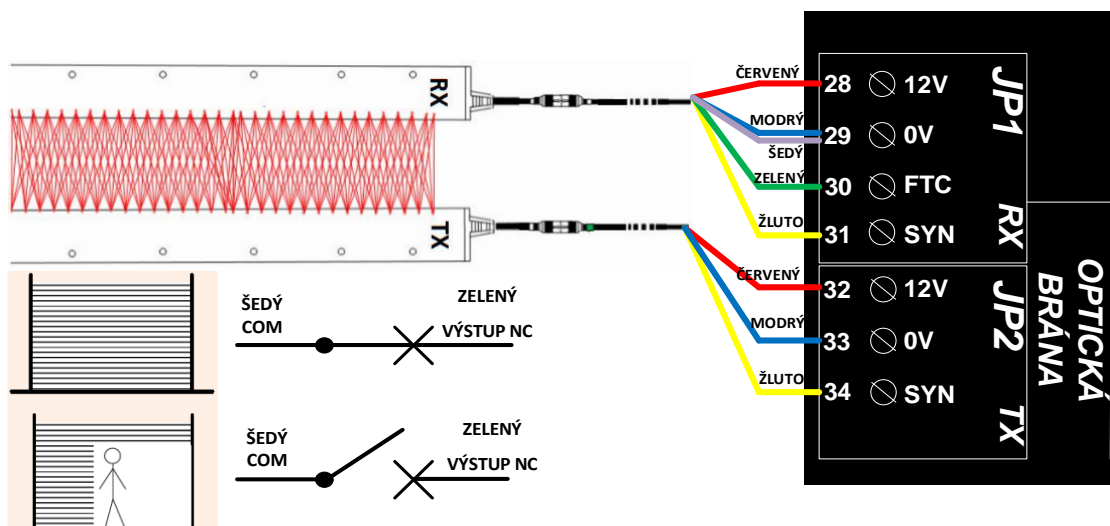 RX
TX
ČERVENÝ
MODRÝ
ŠEDÝ
ZELENÝ
ŽLUTO
ČERVENÝ
MODRÝ
ŽLUTO
28 12V
29 0V
30 FTC
31 SYN
JP1
RX
32 12V
33 0V
34 SYN
JP2
TX
OPTICKÁ
BRÁNA
ŠEDÝ
COM
ZELENÝ
VÝSTUP NC
ŠEDÝ
COM
ZELENÝ
VÝSTUP NC